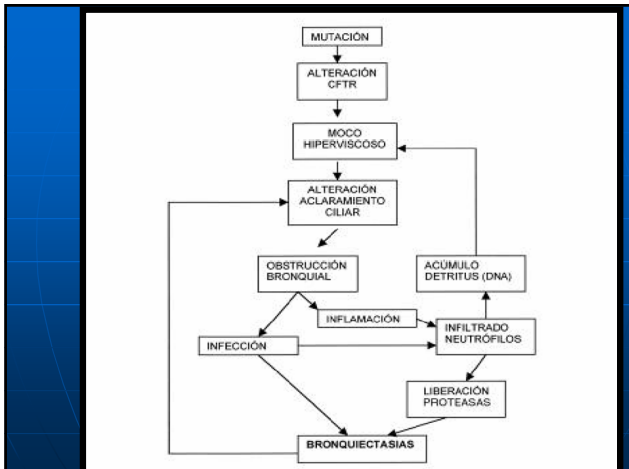 MUTACIÓN
ALTERACIÓN
CFTR
MOCO
HIPERVISCOSO
ALTERACIÓN
ACLARAMIENTO
CILIAR
OBSTRUCCIÓN
BRONQUIAL
ACÚMULO
DETRITUS (DNA)
INFLAMACIÓN
INFILTRADO
NEUTRÓFILOS
INFECCIÓN
LIBERACIÓN
PROTEASAS
BRONQUIECTASIAS